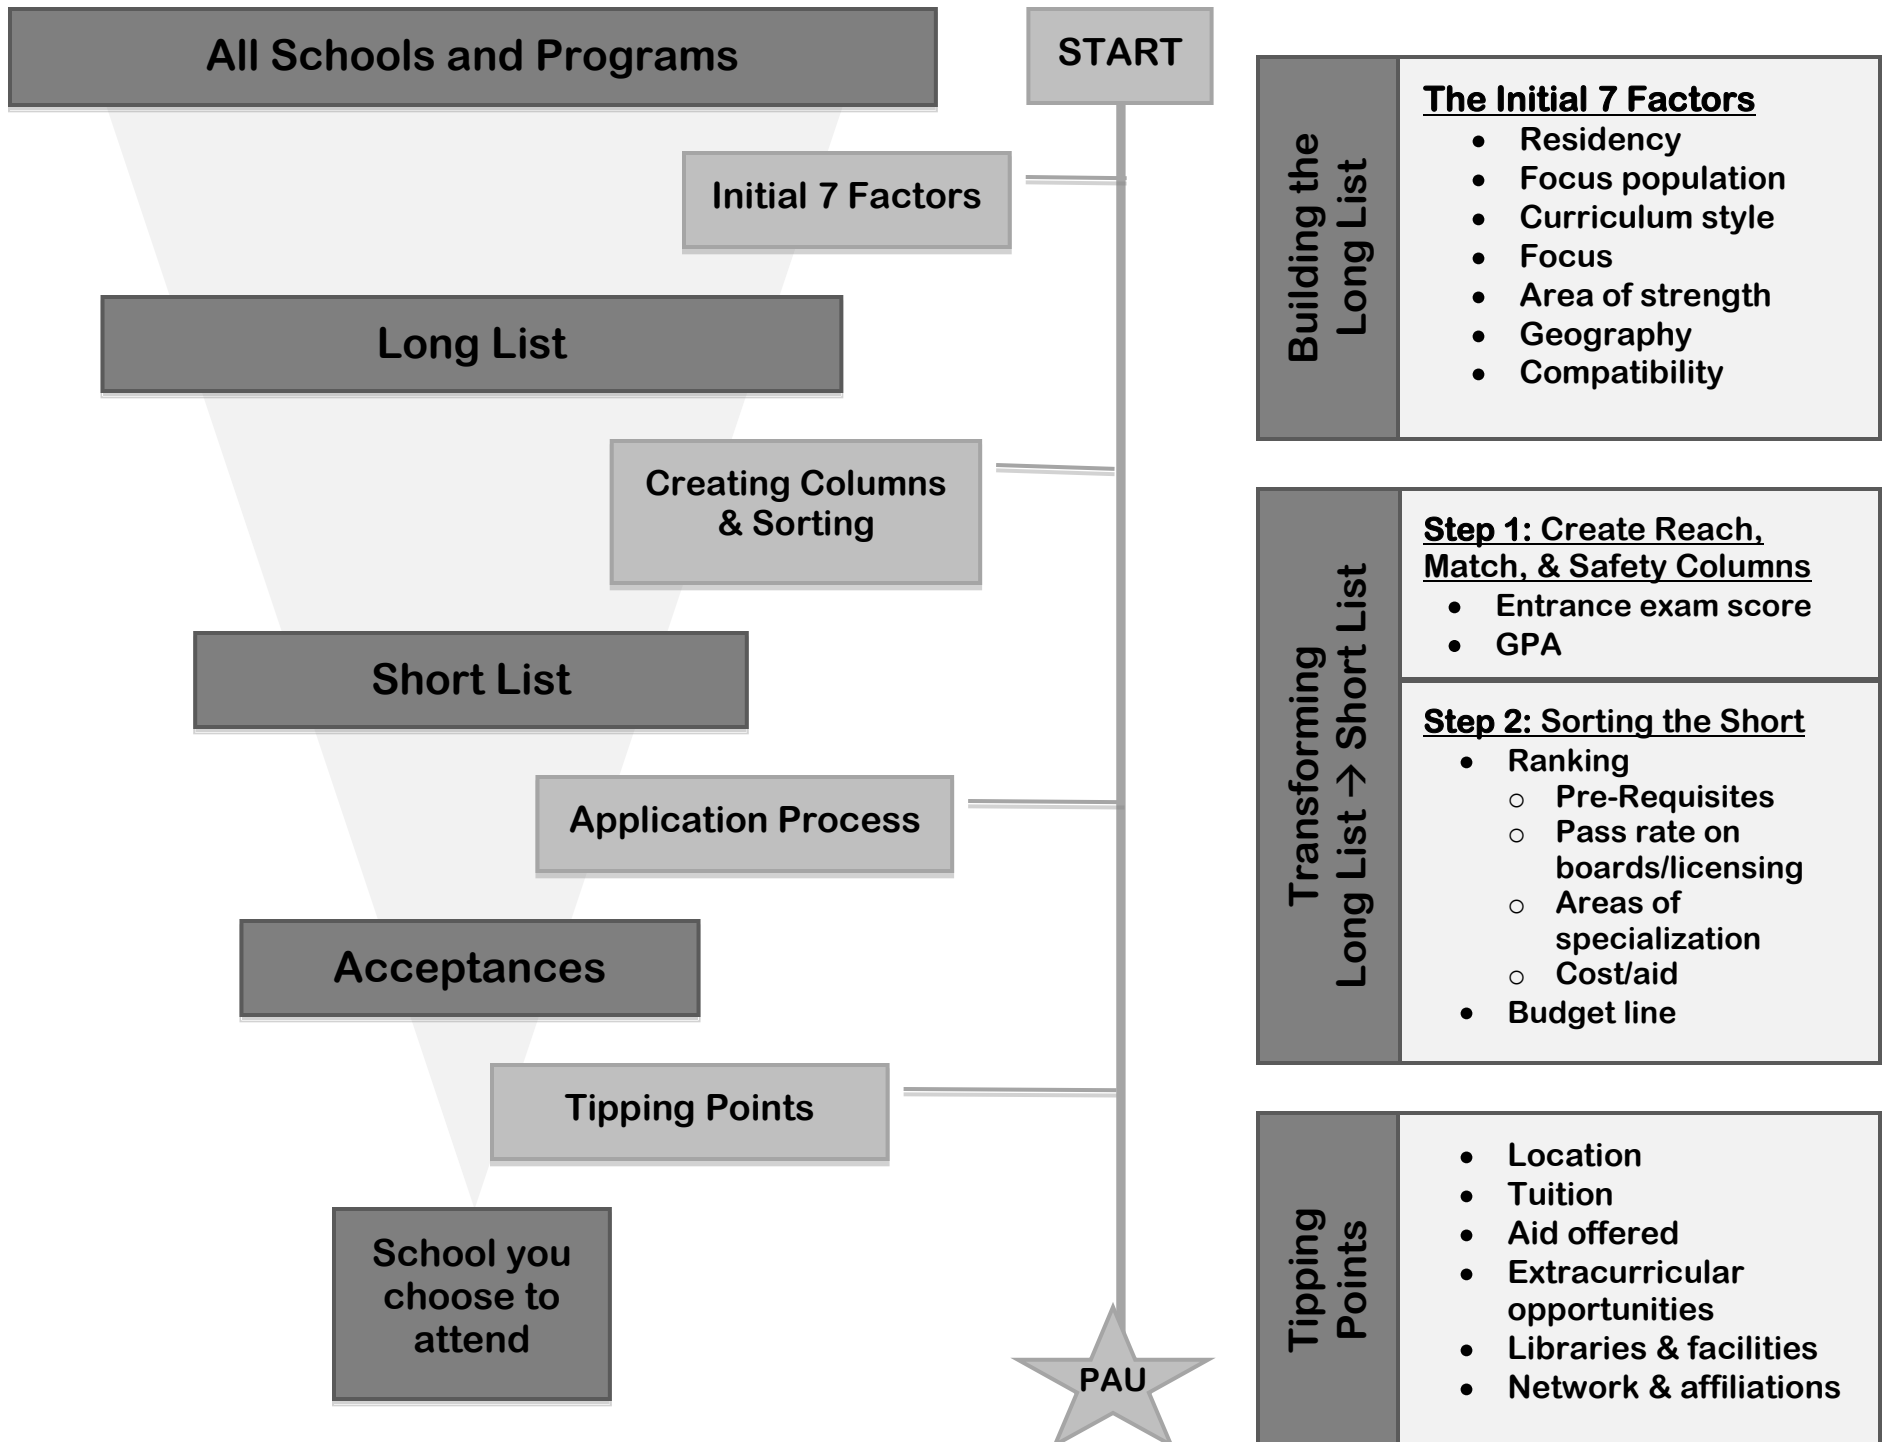 All Schools and Programs
START
Initial 7 Factors
Long List
Creating Columns
& Sorting
Short List
Application Process
Acceptances
Tipping Points
School you
choose to
attend
PAU
Building the
Long List
The Initial 7 Factors
• Residency
• Focus population
• Curriculum style
• Focus
• Area of strength
• Geography
• Compatibility
Transforming
Long List → Short List
Step 1: Create Reach,
Match, & Safety Columns
• Entrance exam score
• GPA
Step 2: Sorting the Short
• Ranking
o Pre-Requisites
o Pass rate on
boards/licensing
o Areas of
specialization
o Cost/aid
• Budget line
Tipping
Points
• Location
• Tuition
• Aid offered
• Extracurricular
opportunities
• Libraries & facilities
• Network & affiliations